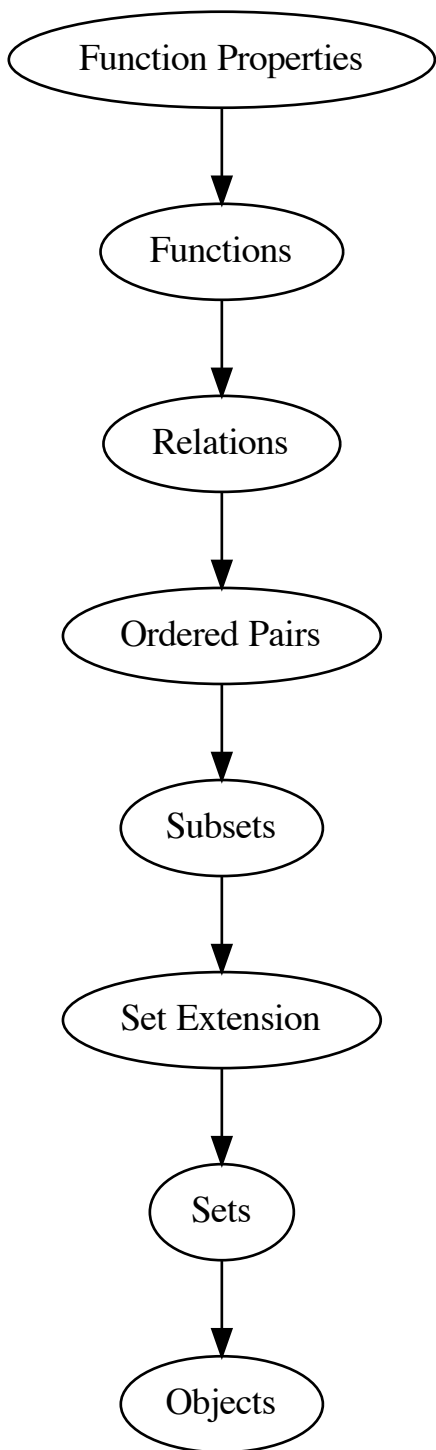 Function Properties
Functions
Relations
Ordered Pairs
Subsets
Set Extension
Sets
Objects